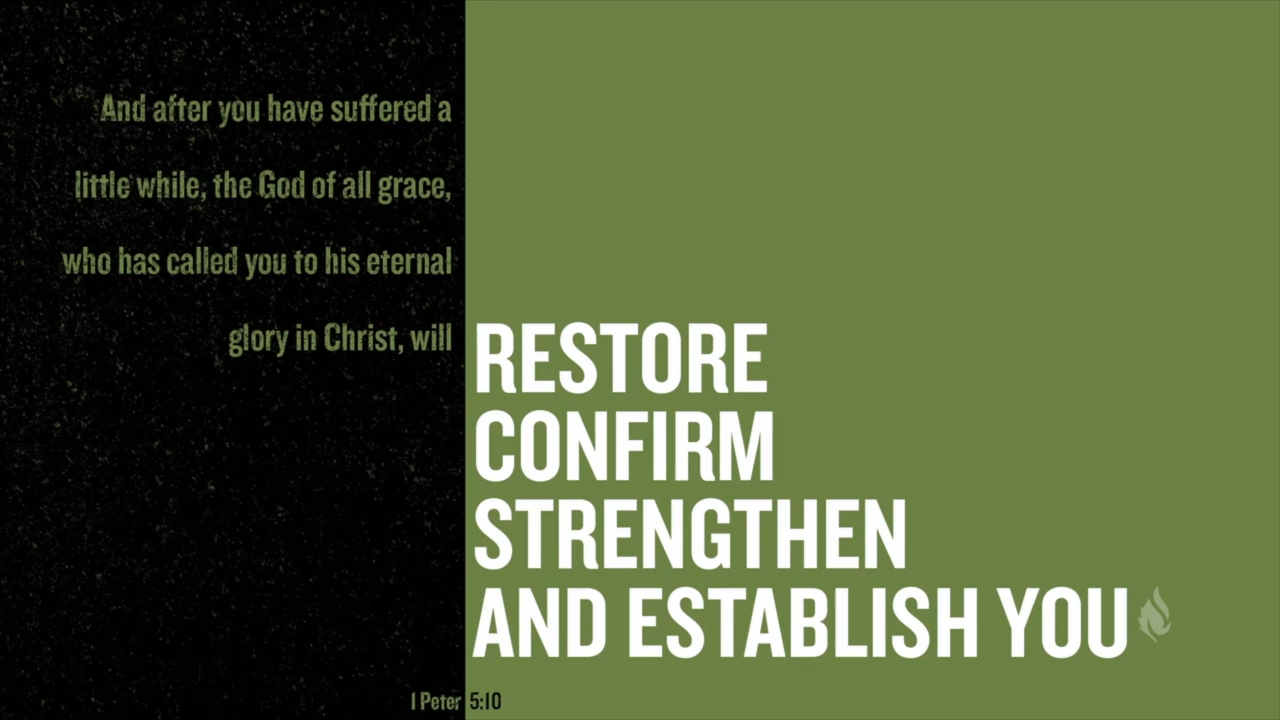 And after you have suffered a
little while, the God of all grace,
who has called you to his eternal
glory in Christ, will
RESTORE
CONFIRM
STRENGTHEN
AND ESTABLISH YOU
1 Peter 5:10